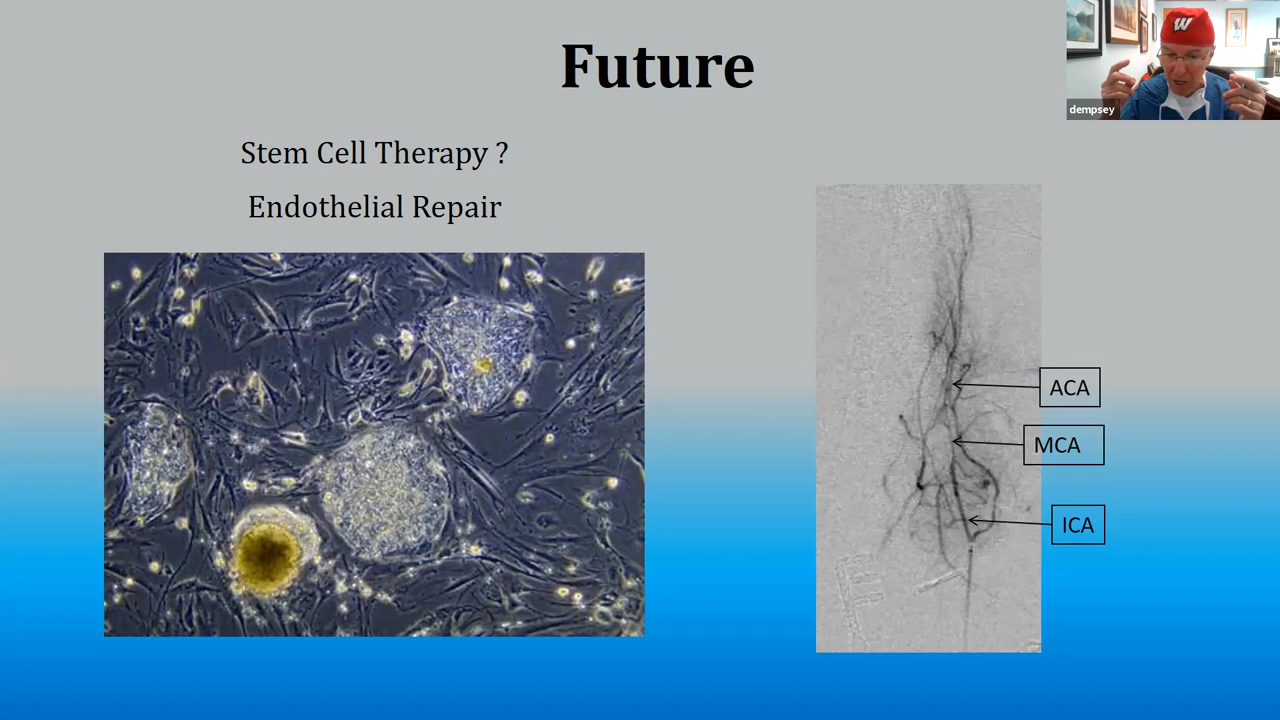 Future
W
dempsey
Stem Cell Therapy ?
Endothelial Repair
ACA
MCA
ICA